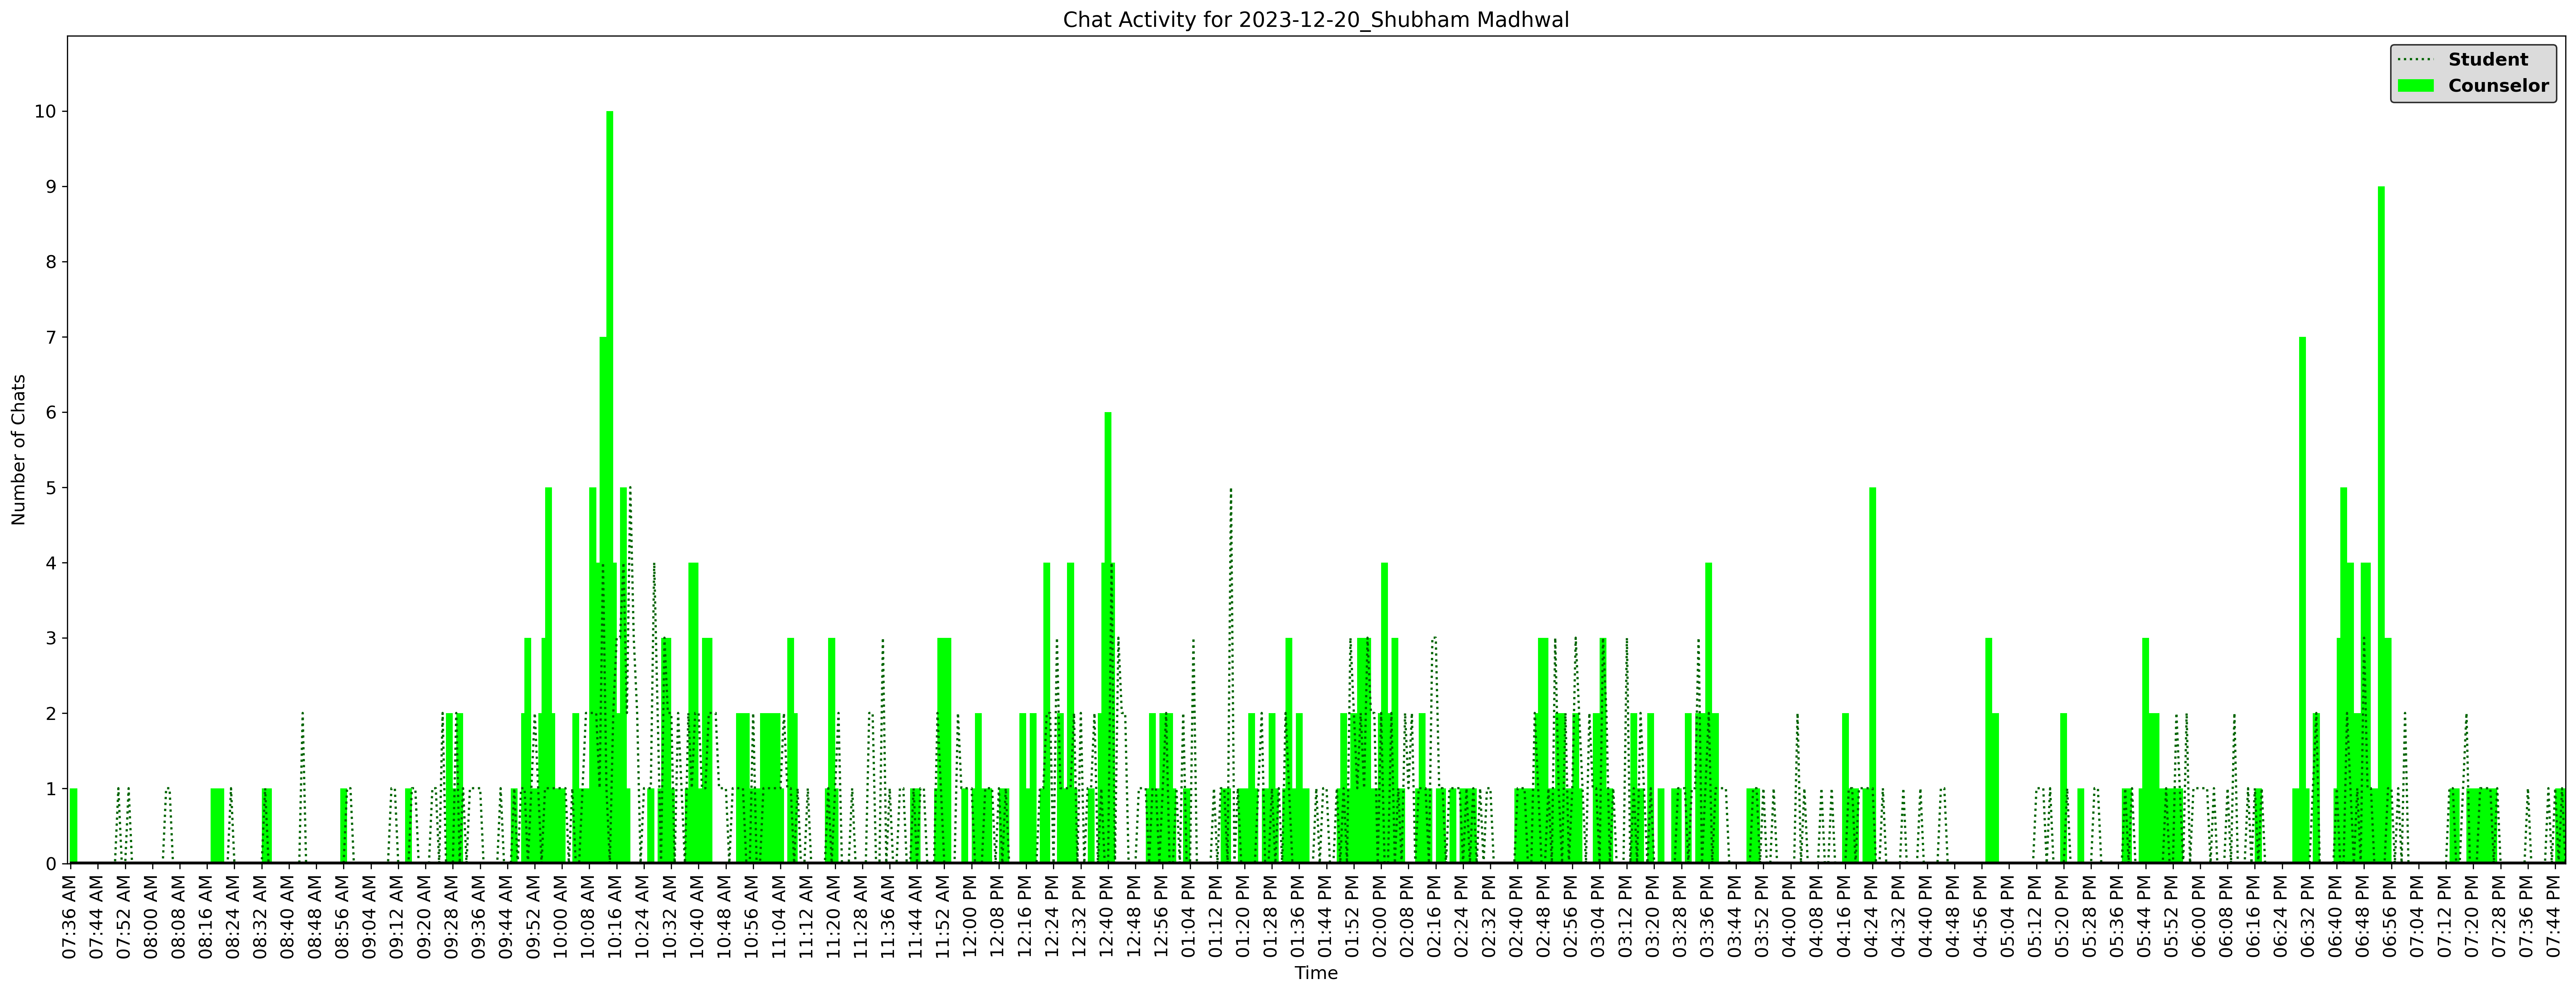 Chat Activity for 2023-12-20_Shubham Madhwal
Student
Counselor
Number of Chats
10
9
8
7
6
5
4
3
2
1
0
07:36 AM
07:44 AM
07:52 AM
08:00 AM
08:08 AM
08:16 AM
08:24 AM
08:32 AM
08:40 AM
08:48 AM
08:56 AM
09:04 AM
09:12 AM
09:20 AM
09:28 AM
09:36 AM
09:44 AM
09:52 AM
10:00 AM
10:08 AM
10:16 AM
10:24 AM
10:32 AM
10:40 AM
10:48 AM
10:56 AM
11:04 AM
11:12 AM
11:20 AM
11:28 AM
11:36 AM
11:44 AM
11:52 AM
12:00 PM
12:08 PM
12:16 PM
12:24 PM
12:32 PM
12:40 PM
12:48 PM
12:56 PM
01:04 PM
01:12 PM
01:20 PM
01:28 PM
01:36 PM
01:44 PM
01:52 PM
02:00 PM
02:08 PM
02:16 PM
02:24 PM
02:32 PM
02:40 PM
02:48 PM
02:56 PM
03:04 PM
03:12 PM
03:20 PM
03:28 PM
03:36 PM
03:44 PM
03:52 PM
04:00 PM
04:08 PM
04:16 PM
04:24 PM
04:32 PM
04:40 PM
04:48 PM
04:56 PM
05:04 PM
05:12 PM
05:20 PM
05:28 PM
05:36 PM
05:44 PM
05:52 PM
06:00 PM
06:08 PM
06:16 PM
06:24 PM
06:32 PM
06:40 PM
06:48 PM
06:56 PM
07:04 PM
07:12 PM
07:20 PM
07:28 PM
07:36 PM
07:44 PM
Time